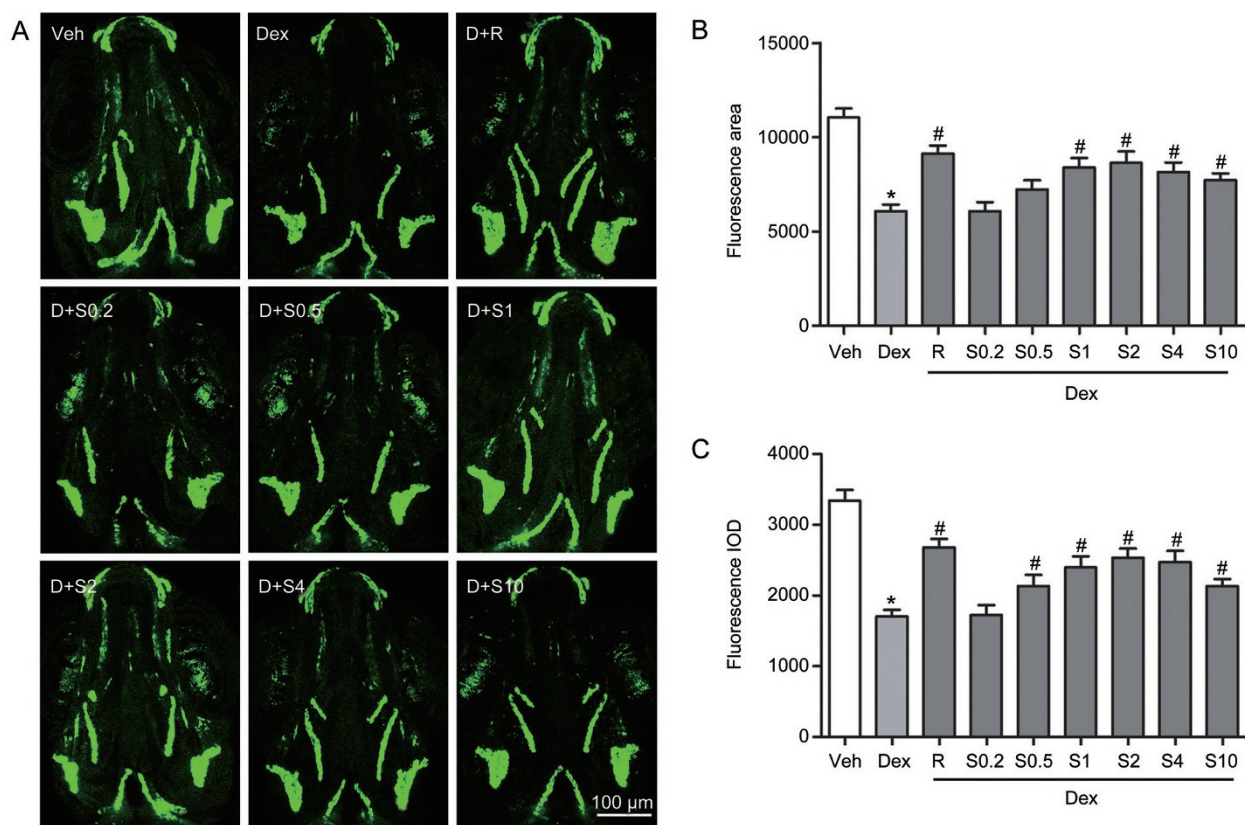 A
Veh
Dex
D+R
D+S0.2
D+S0.5
D+S1
D+S2
D+S4
D+S10
100 µm
B
Fluorescence area
15000
10000
5000
0
*
#
#
#
#
#
Veh Dex R S0.2 S0.5 S1 S2 S4 S10
Dex
C
Fluorescence IOD
4000
3000
2000
1000
0
*
#
#
#
#
#
#
Veh Dex R S0.2 S0.5 S1 S2 S4 S10
Dex